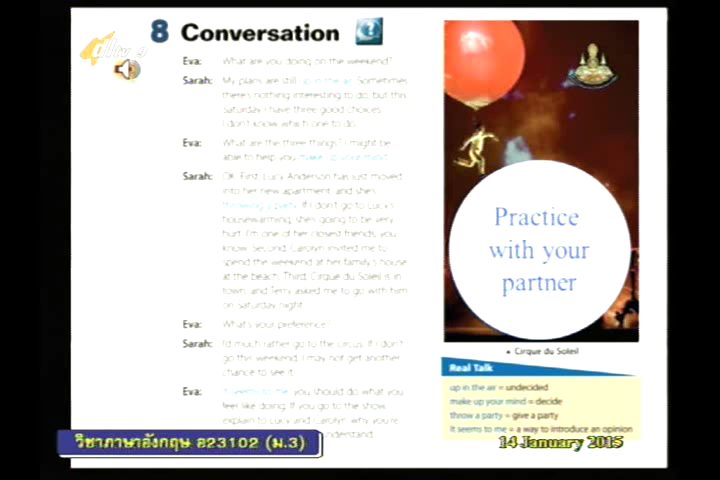 8 Conversation
Eva: What are you doing on the weekend?
Sarah: My plans are still up in the air. Sometimes
there's nothing interesting to do, but this
Saturday I have three good choices.
I don't know which one to do.
Eva: What are the three things? I might be
able to help you make up your mind.
Sarah: OK. First, Lucy Anderson has just moved
into her new apartment, and she's
throwing a party. If I don't go to Lucy's
housewarming, she's going to be very
hurt. I'm one of her closest friends, you
know. Second, Carolyn invited me to
spend the weekend at her family's house
at the beach. Third, Cirque du Soleil is in
town, and Terry asked me to go with him
on Saturday night.
Eva: What's your preference?
Sarah: I'd much rather go to the circus. If I don't
go this weekend, I may not get another
chance to see it.
Eva: It seems to me, you should do what you
feel like doing. If you go to the show,
explain to Lucy and Carolyn why you're
understand.
Practice
with your
partner
Cirque du Soleil
Real Talk
up in the air = undecided
make up your mind = decide
throw a party = give a party
It seems to me = a way to introduce an opinion
วิชาภาษาอังกฤษ อ23102 (ม.3)
14 January 2015